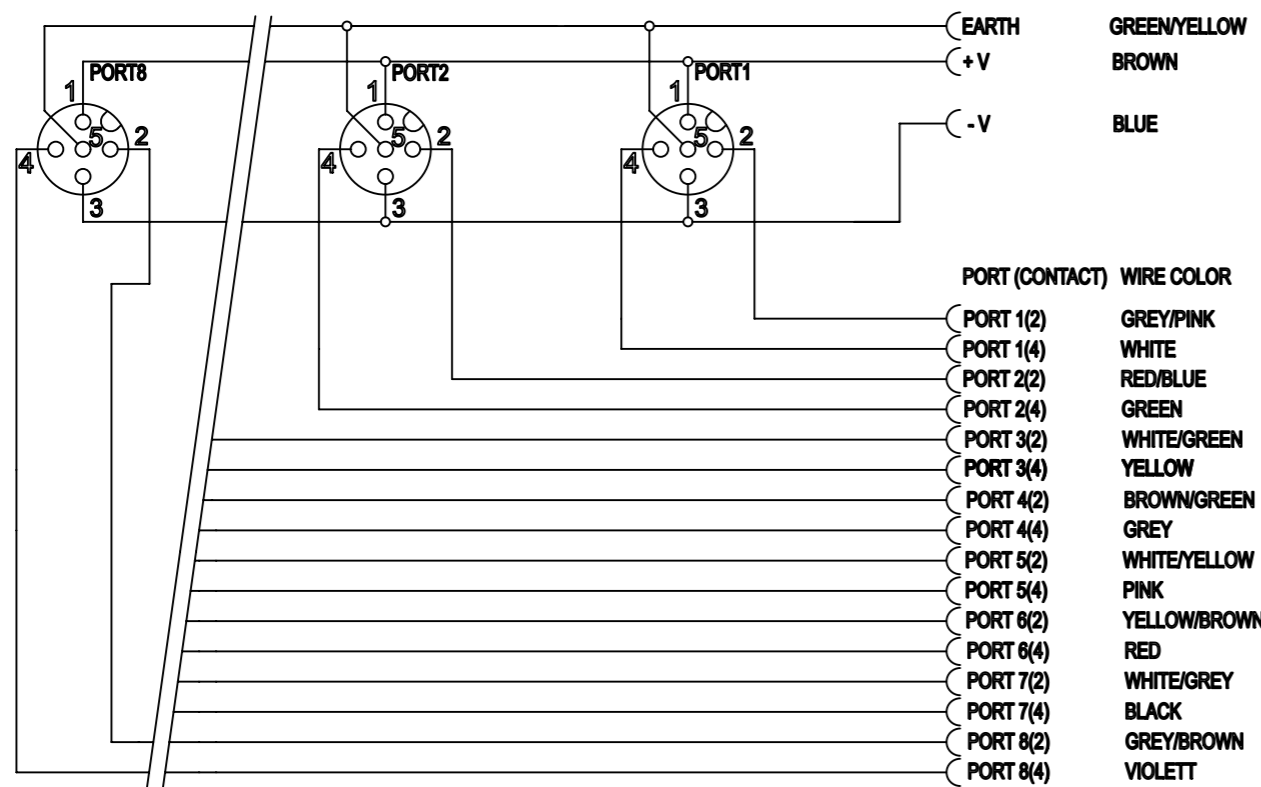 EARTH GREEN/YELLOW
+ V BROWN
PORT8 PORT2 PORT1
1 1 1
- V BLUE
5 2 5 2 5 2
4 4 4
3 3 3
PORT (CONTACT) WIRE COLOR
PORT 1(2) GREY/PINK
PORT 1(4) WHITE
PORT 2(2) RED/BLUE
PORT 2(4) GREEN
PORT 3(2) WHITE/GREEN
PORT 3(4) YELLOW
PORT 4(2) BROWN/GREEN
PORT 4(4) GREY
PORT 5(2) WHITE/YELLOW
PORT 5(4) PINK
PORT 6(2) YELLOW/BROWN
PORT 6(4) RED
PORT 7(2) WHITE/GREY
PORT 7(4) BLACK
PORT 8(2) GREY/BROWN
PORT 8(4) VIOLETT